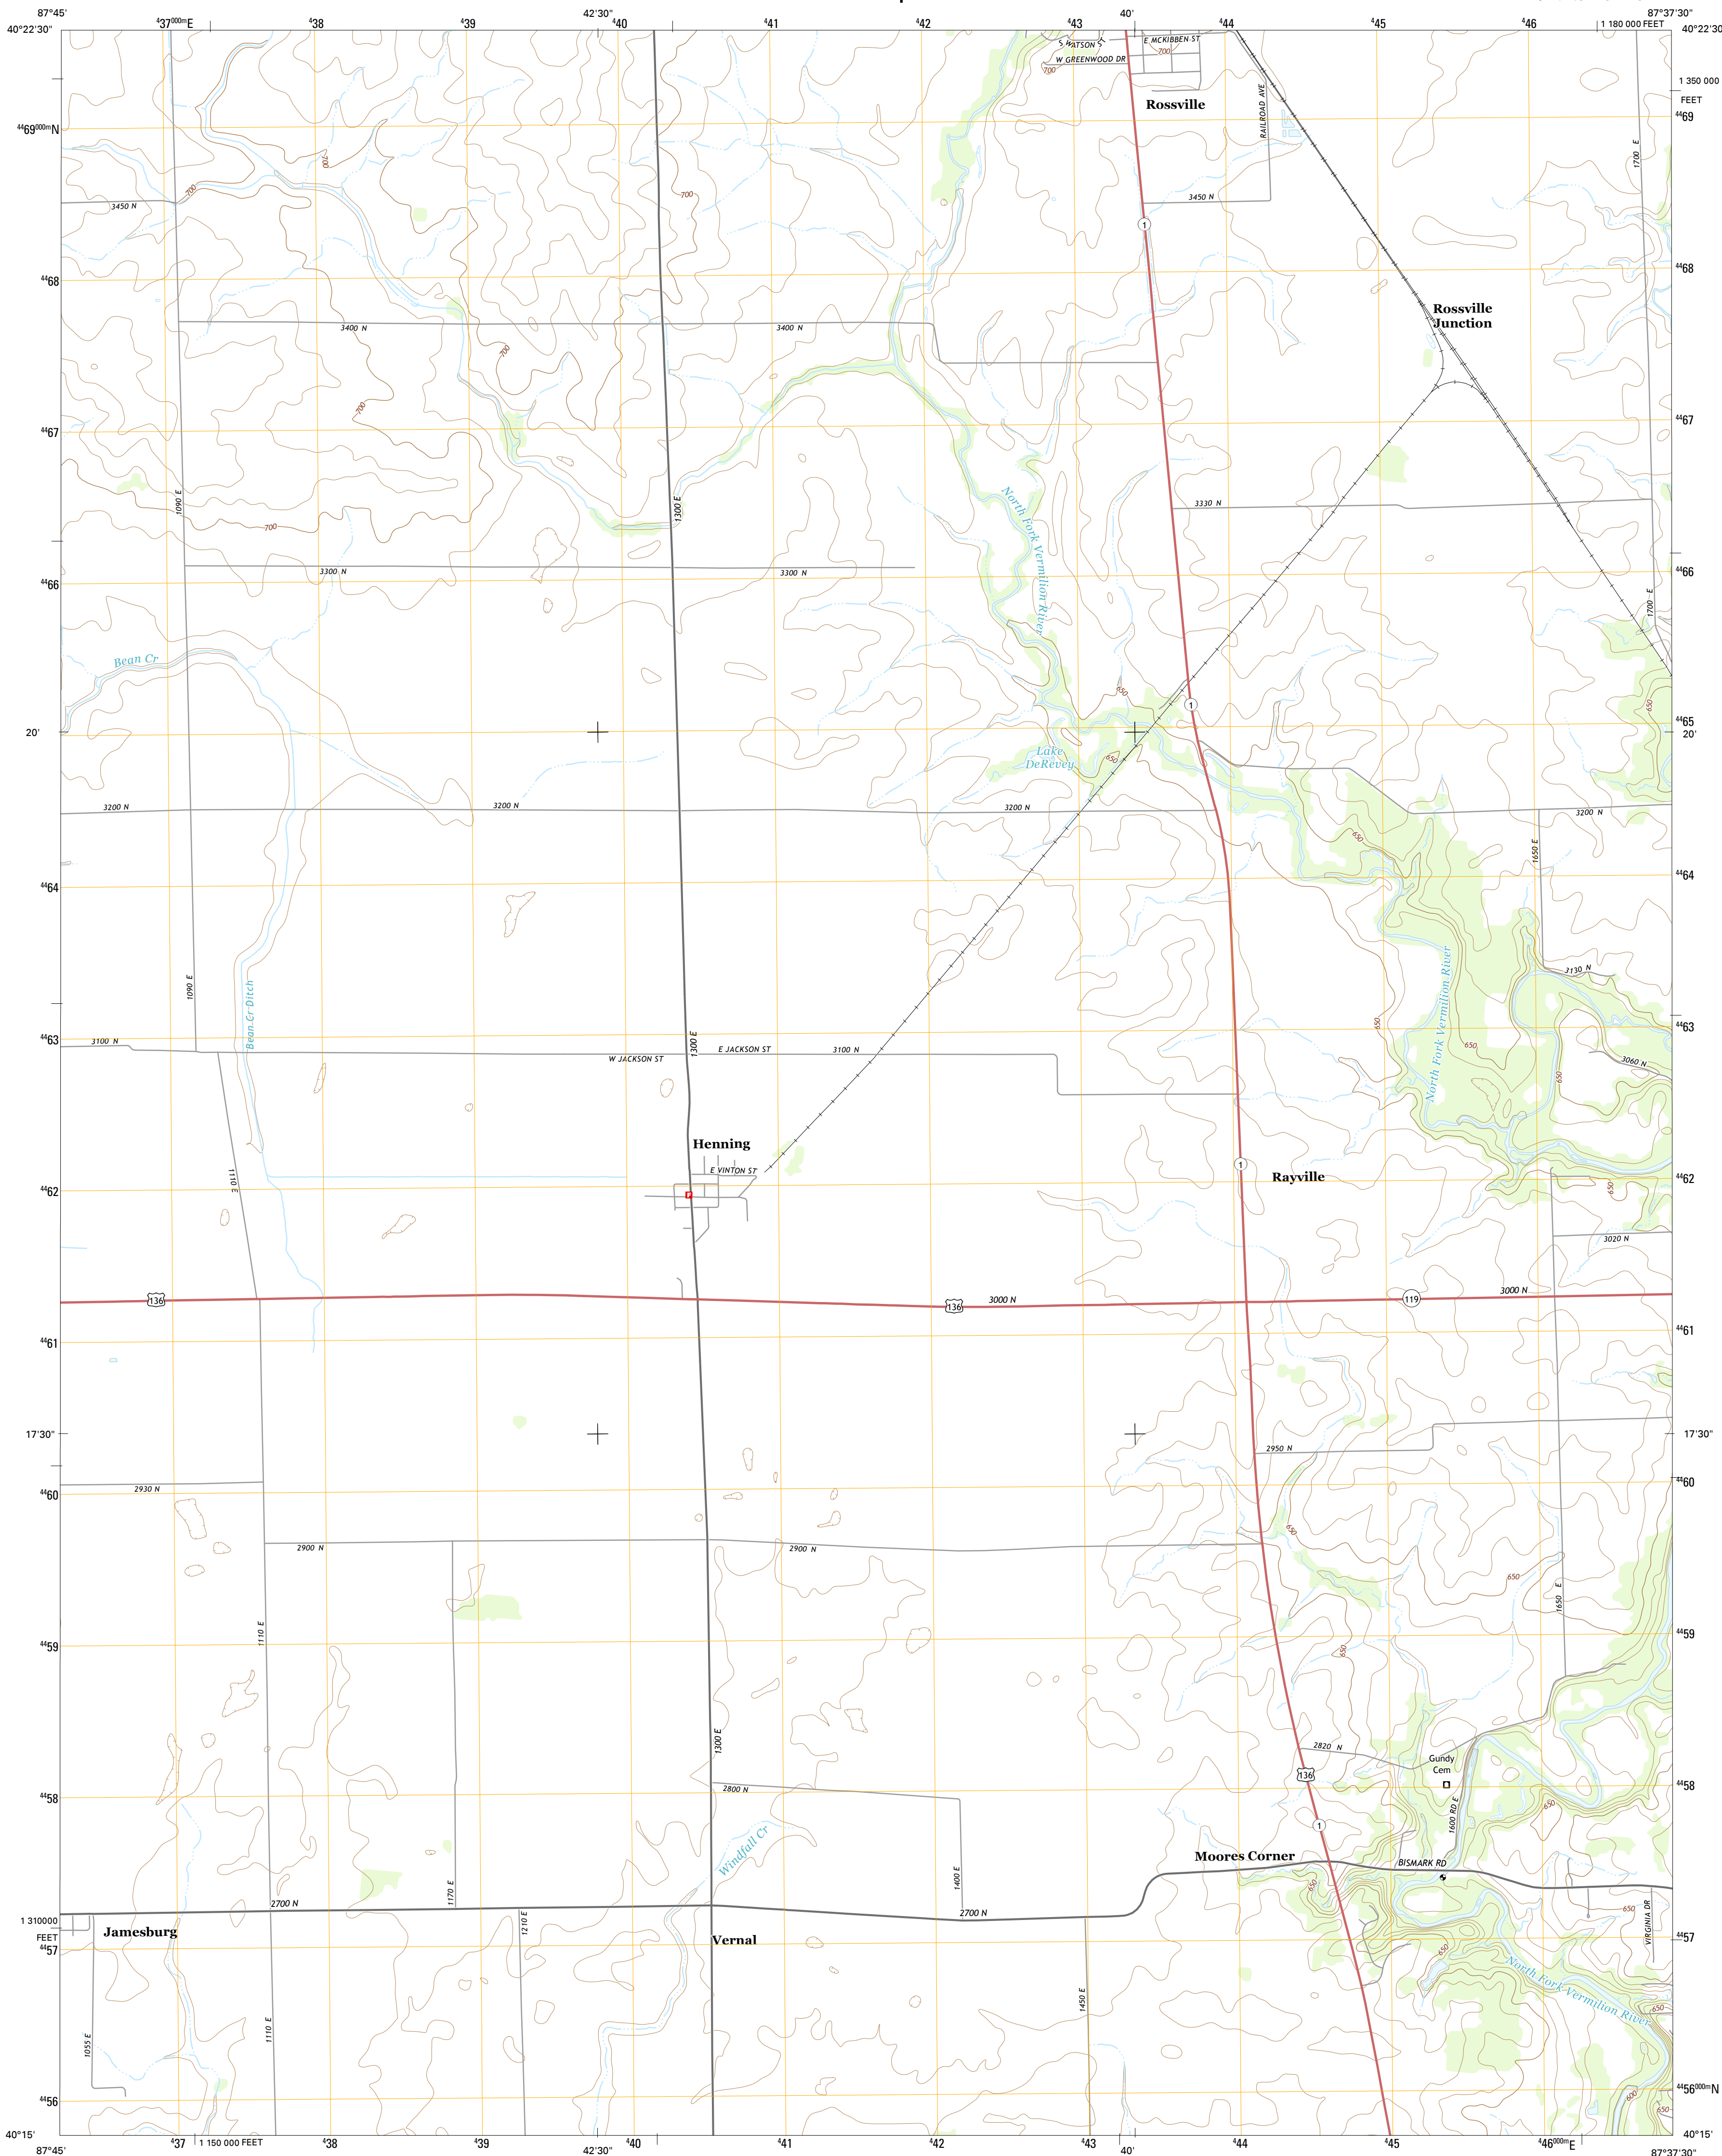 87°45'
⁴37⁰⁰⁰ᵐE
⁴38
⁴39
42'30"
⁴40
⁴41
⁴42
⁴43
40'
⁴44
⁴45
⁴46
1 180 000 FEET
87°37'30"
40°22'30"
40°22'30"
S WATSON ST
E MCKIBBEN ST
W GREENWOOD DR
700
700
1 350 000
FEET
Rossville
RAILROAD AVE
⁴⁴69⁰⁰⁰ᵐN
⁴⁴69
1700 E
700
700
700
3450 N
3450 N
1
⁴⁴68
⁴⁴68
Rossville
Junction
3400 N
3400 N
700
700
⁴⁴67
⁴⁴67
1090 E
1300 E
North Fork Vermilion River
3330 N
700
3300 N
3300 N
⁴⁴66
⁴⁴66
1700 E
Bean Cr
650
1
650
⁴⁴65
20'
20'
Lake
DeRevey
650
3200 N
3200 N
3200 N
3200 N
650
1650 E
⁴⁴64
⁴⁴64
North Fork Vermilion River
3130 N
1090 E
Bean Cr Ditch
650
650
⁴⁴63
⁴⁴63
3100 N
1300 E
W JACKSON ST
E JACKSON ST
3100 N
3060 N
650
Henning
E VINTON ST
1
Rayville
1110 E
⁴⁴62
⁴⁴62
650
3020 N
136
136
3000 N
119
3000 N
⁴⁴61
⁴⁴61
17'30"
17'30"
2950 N
2930 N
⁴⁴60
⁴⁴60
650
2900 N
2900 N
650
1650 E
1110 E
⁴⁴59
⁴⁴59
650
1300 E
2820 N
136
Gundy
Cem
2800 N
⁴⁴58
⁴⁴58
650
1600 RD E
1
Windfall Cr
Moores Corner
BISMARK RD
1170 E
1400 E
650
2700 N
2700 N
1 310000
FEET
Jamesburg
1210 E
Vernal
650
VIRGINIA DR
⁴⁴57
⁴⁴57
650
North Fork Vermilion River
1450 E
650
1055 E
1110 E
⁴⁴56
⁴⁴56⁰⁰⁰ᵐN
600
650
40°15'
40°15'
87°45'
⁴37
1 150 000 FEET
⁴38
⁴39
42'30"
⁴40
⁴41
⁴42
⁴43
40'
⁴44
⁴45
⁴46⁰⁰⁰ᵐE
87°37'30"